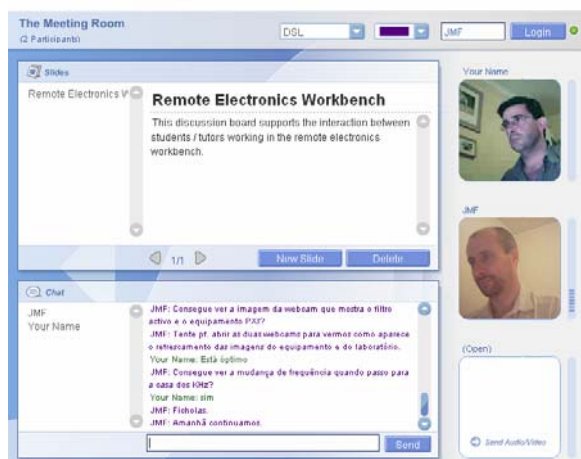 The Meeting Room
(2 Participants)
DSL
JMF
Login
Slides
Remote Electronics W
Remote Electronics Workbench
This discussion board supports the interaction between
students / tutors working in the remote electronics
workbench.
1/1
New Slide
Delete
Chat
JMF
Your Name
JMF: Consegue ver a imagem da webcam que mostra o filtro
activo e o equipamento PXI?
JMF: Tente pf. abrir as duas webcams para vermos como aparece
o refrescamento das imagens do equipamento e do laboratório.
Your Name: Está óptimo
JMF: Consegue ver a mudança de frequência quando passo para
a casa dos KHz?
Your Name: sim
JMF: Ficholas.
JMF: Amanhã continuamos.
Send
Your Name
JMF
(Open)
Send Audio/Video